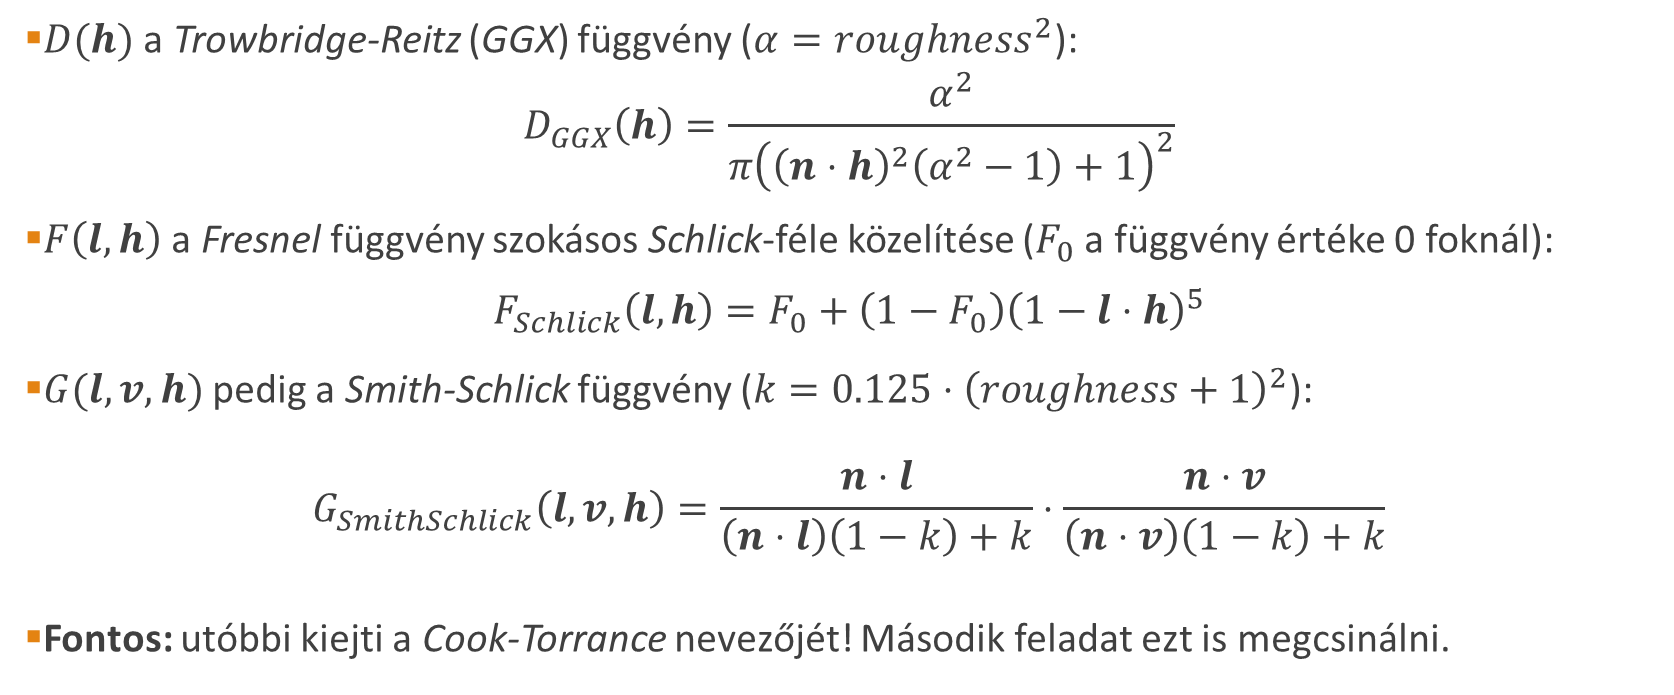 ▪D(𝒉) a Trowbridge-Reitz (GGX) függvény (α = roughness²):
D_GGX(𝒉) = α² / π((𝒏 · 𝒉)²(α² − 1) + 1)²
▪F(𝒍, 𝒉) a Fresnel függvény szokásos Schlick-féle közelítése (F₀ a függvény értéke 0 foknál):
F_Schlick(𝒍, 𝒉) = F₀ + (1 − F₀)(1 − 𝒍 · 𝒉)⁵
▪G(𝒍, 𝒗, 𝒉) pedig a Smith-Schlick függvény (k = 0.125 · (roughness + 1)²):
G_SmithSchlick(𝒍, 𝒗, 𝒉) = 𝒏 · 𝒍 / (𝒏 · 𝒍)(1 − k) + k · 𝒏 · 𝒗 / (𝒏 · 𝒗)(1 − k) + k
▪Fontos: utóbbi kiejti a Cook-Torrance nevezőjét! Második feladat ezt is megcsinálni.